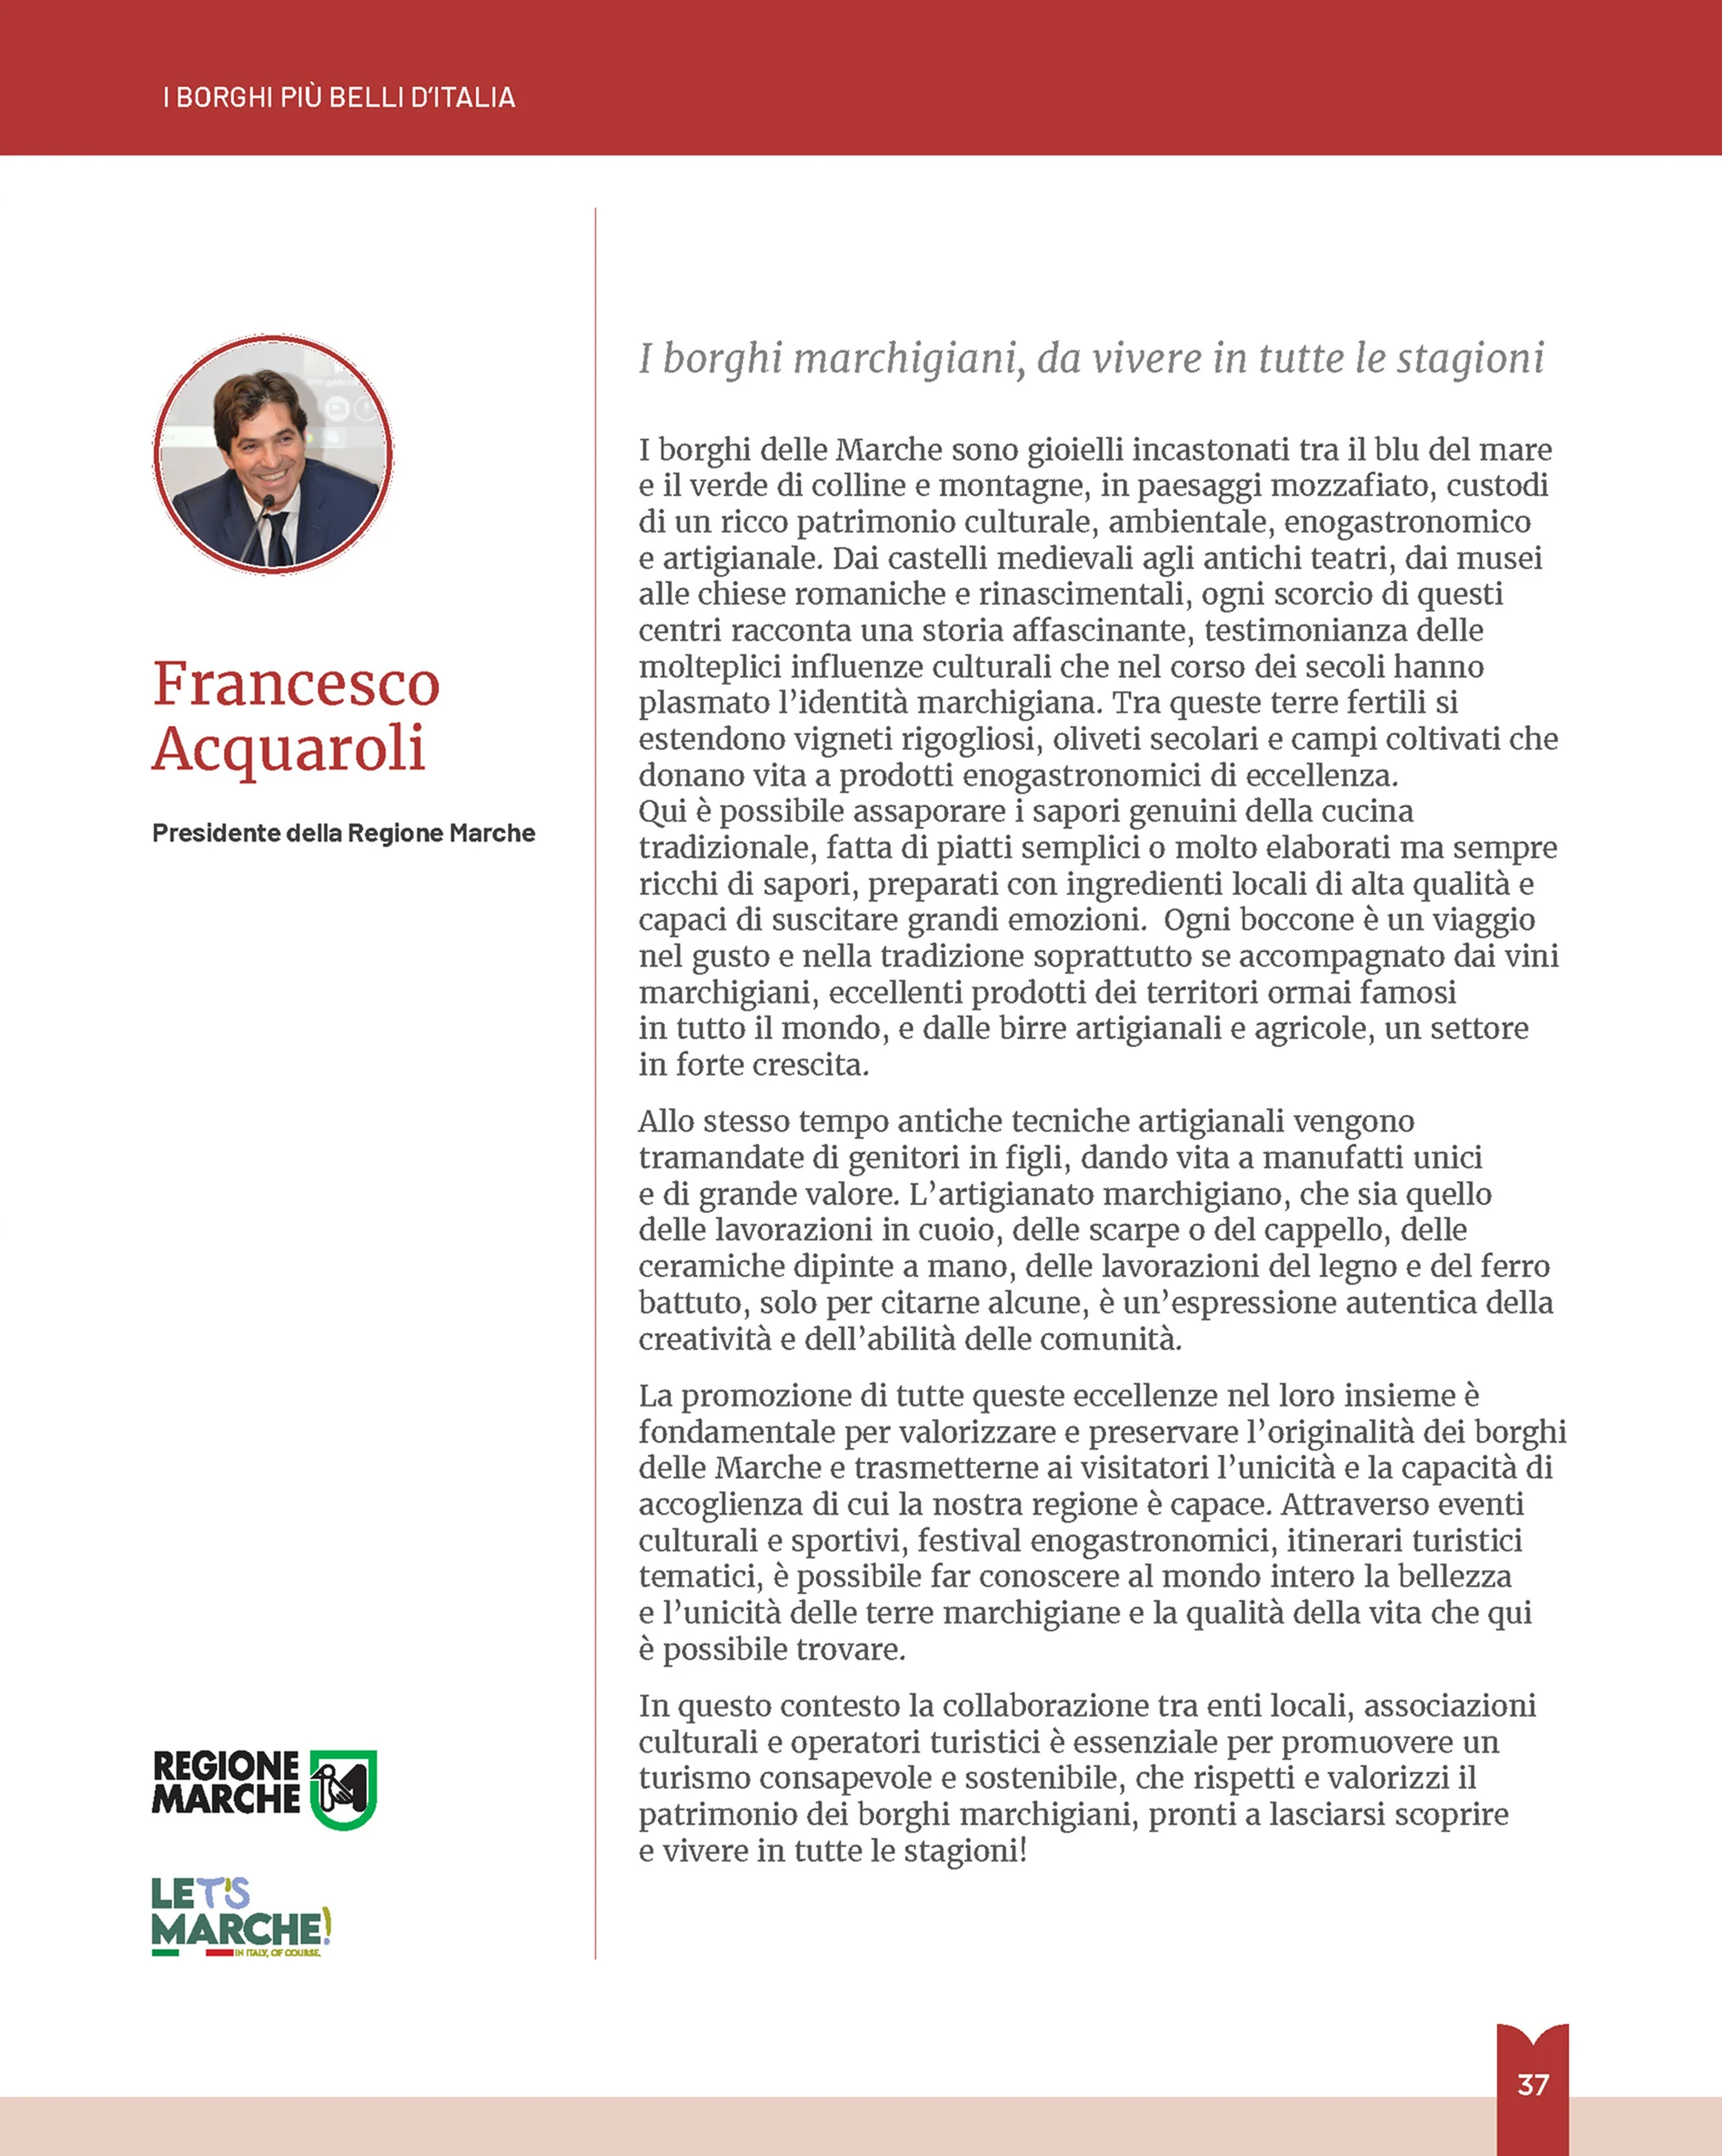 I BORGHI PIÙ BELLI D'ITALIA
Francesco
Acquaroli
Presidente della Regione Marche
I borghi marchigiani, da vivere in tutte le stagioni
I borghi delle Marche sono gioielli incastonati tra il blu del mare
e il verde di colline e montagne, in paesaggi mozzafiato, custodi
di un ricco patrimonio culturale, ambientale, enogastronomico
e artigianale. Dai castelli medievali agli antichi teatri, dai musei
alle chiese romaniche e rinascimentali, ogni scorcio di questi
centri racconta una storia affascinante, testimonianza delle
molteplici influenze culturali che nel corso dei secoli hanno
plasmato l’identità marchigiana. Tra queste terre fertili si
estendono vigneti rigogliosi, oliveti secolari e campi coltivati che
donano vita a prodotti enogastronomici di eccellenza.
Qui è possibile assaporare i sapori genuini della cucina
tradizionale, fatta di piatti semplici o molto elaborati ma sempre
ricchi di sapori, preparati con ingredienti locali di alta qualità e
capaci di suscitare grandi emozioni.  Ogni boccone è un viaggio
nel gusto e nella tradizione soprattutto se accompagnato dai vini
marchigiani, eccellenti prodotti dei territori ormai famosi
in tutto il mondo, e dalle birre artigianali e agricole, un settore
in forte crescita.
Allo stesso tempo antiche tecniche artigianali vengono
tramandate di genitori in figli, dando vita a manufatti unici
e di grande valore. L’artigianato marchigiano, che sia quello
delle lavorazioni in cuoio, delle scarpe o del cappello, delle
ceramiche dipinte a mano, delle lavorazioni del legno e del ferro
battuto, solo per citarne alcune, è un’espressione autentica della
creatività e dell’abilità delle comunità.
La promozione di tutte queste eccellenze nel loro insieme è
fondamentale per valorizzare e preservare l’originalità dei borghi
delle Marche e trasmetterne ai visitatori l’unicità e la capacità di
accoglienza di cui la nostra regione è capace. Attraverso eventi
culturali e sportivi, festival enogastronomici, itinerari turistici
tematici, è possibile far conoscere al mondo intero la bellezza
e l’unicità delle terre marchigiane e la qualità della vita che qui
è possibile trovare.
In questo contesto la collaborazione tra enti locali, associazioni
culturali e operatori turistici è essenziale per promuovere un
turismo consapevole e sostenibile, che rispetti e valorizzi il
patrimonio dei borghi marchigiani, pronti a lasciarsi scoprire
e vivere in tutte le stagioni!
REGIONE
MARCHE
LET'S
MARCHE!
IN ITALY, OF COURSE.
37